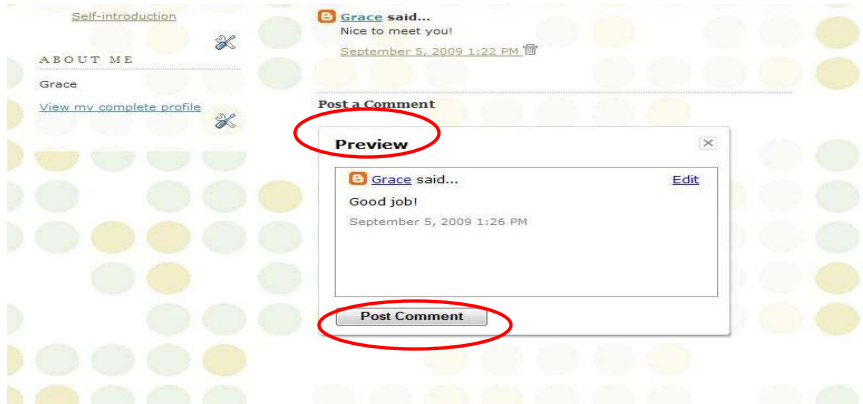 Self-introduction
ABOUT ME
Grace
View my complete profile
Grace said...
Nice to meet you!
September 5, 2009 1:22 PM
Post a Comment
Preview
Grace said...
Edit
Good job!
September 5, 2009 1:26 PM
Post Comment